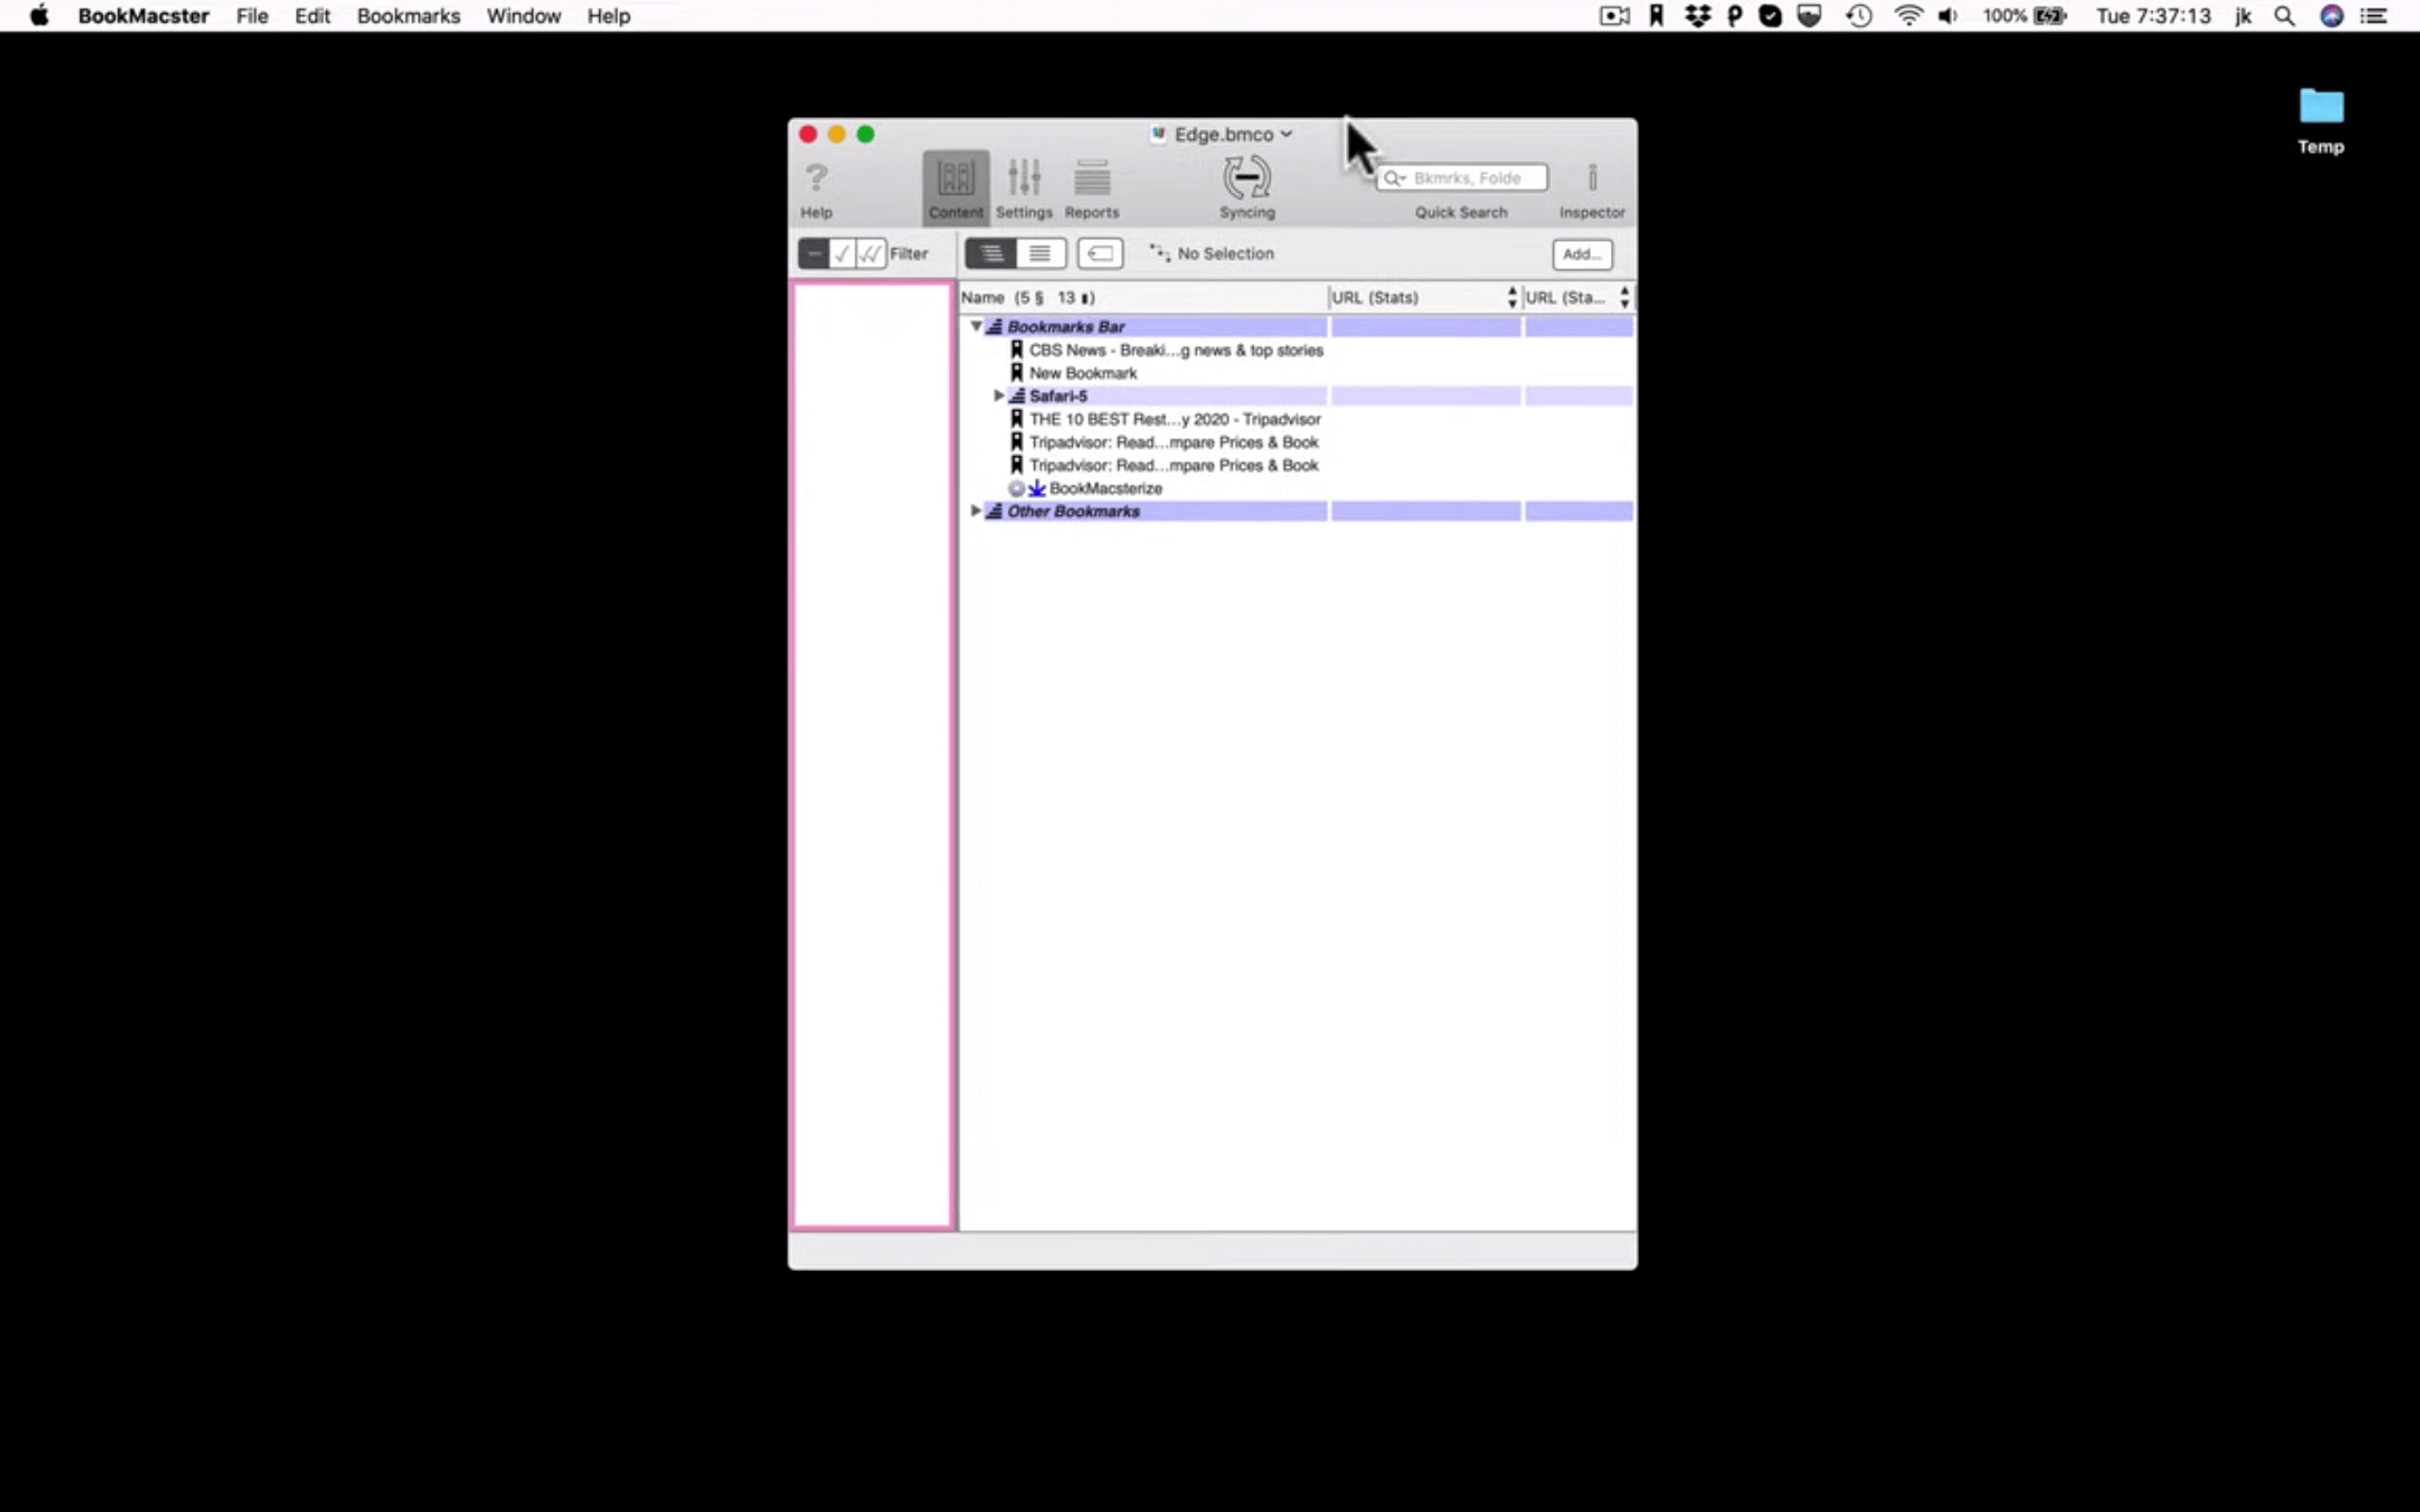 BookMacster File Edit Bookmarks Window Help 100% Tue 7:37:13 jk
Temp
Edge.bmco
Bkmrks, Folde
Help Content Settings Reports Syncing Quick Search Inspector
Filter No Selection Add...
Name (5 § 13 ▮) URL (Stats) URL (Sta...
Bookmarks Bar
CBS News - Breaki...g news & top stories
New Bookmark
Safari-5
THE 10 BEST Rest...y 2020 - Tripadvisor
Tripadvisor: Read...mpare Prices & Book
Tripadvisor: Read...mpare Prices & Book
BookMacsterize
Other Bookmarks